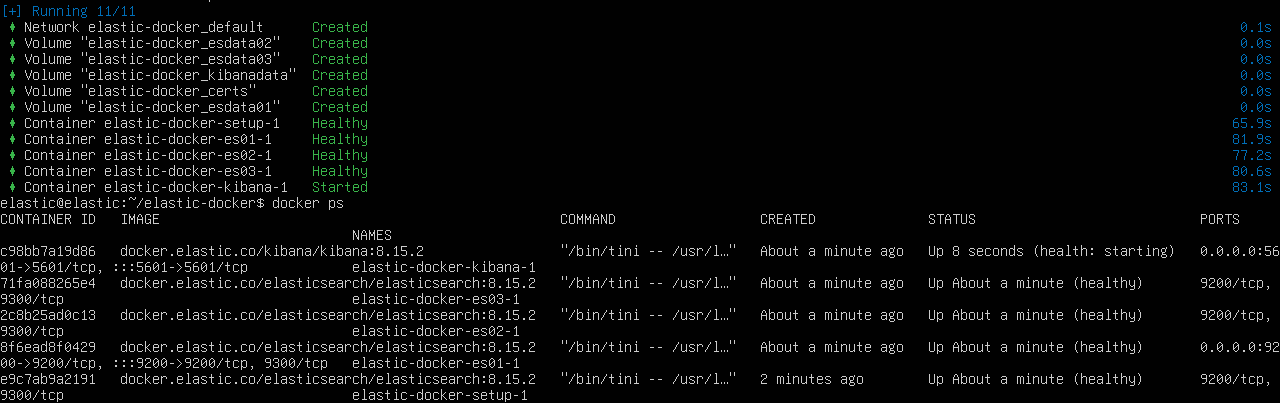 [+] Running 11/11
♦ Network elastic-docker_default Created 0.1s
♦ Volume "elastic-docker_esdata02" Created 0.0s
♦ Volume "elastic-docker_esdata03" Created 0.0s
♦ Volume "elastic-docker_kibanadata" Created 0.0s
♦ Volume "elastic-docker_certs" Created 0.0s
♦ Volume "elastic-docker_esdata01" Created 0.0s
♦ Container elastic-docker-setup-1 Healthy 65.9s
♦ Container elastic-docker-es01-1 Healthy 81.9s
♦ Container elastic-docker-es02-1 Healthy 77.2s
♦ Container elastic-docker-es03-1 Healthy 80.6s
♦ Container elastic-docker-kibana-1 Started 83.1s
elastic@elastic:~/elastic-docker$ docker ps
CONTAINER ID IMAGE COMMAND CREATED STATUS PORTS
NAMES
c98bb7a19d86 docker.elastic.co/kibana/kibana:8.15.2 "/bin/tini -- /usr/l…" About a minute ago Up 8 seconds (health: starting) 0.0.0.0:56
01->5601/tcp, :::5601->5601/tcp elastic-docker-kibana-1
71fa088265e4 docker.elastic.co/elasticsearch/elasticsearch:8.15.2 "/bin/tini -- /usr/l…" About a minute ago Up About a minute (healthy) 9200/tcp,
9300/tcp elastic-docker-es03-1
2c8b25ad0c13 docker.elastic.co/elasticsearch/elasticsearch:8.15.2 "/bin/tini -- /usr/l…" About a minute ago Up About a minute (healthy) 9200/tcp,
9300/tcp elastic-docker-es02-1
8f6ead8f0429 docker.elastic.co/elasticsearch/elasticsearch:8.15.2 "/bin/tini -- /usr/l…" About a minute ago Up About a minute (healthy) 0.0.0.0:92
00->9200/tcp, :::9200->9200/tcp, 9300/tcp elastic-docker-es01-1
e9c7ab9a2191 docker.elastic.co/elasticsearch/elasticsearch:8.15.2 "/bin/tini -- /usr/l…" 2 minutes ago Up About a minute (healthy) 9200/tcp,
9300/tcp elastic-docker-setup-1